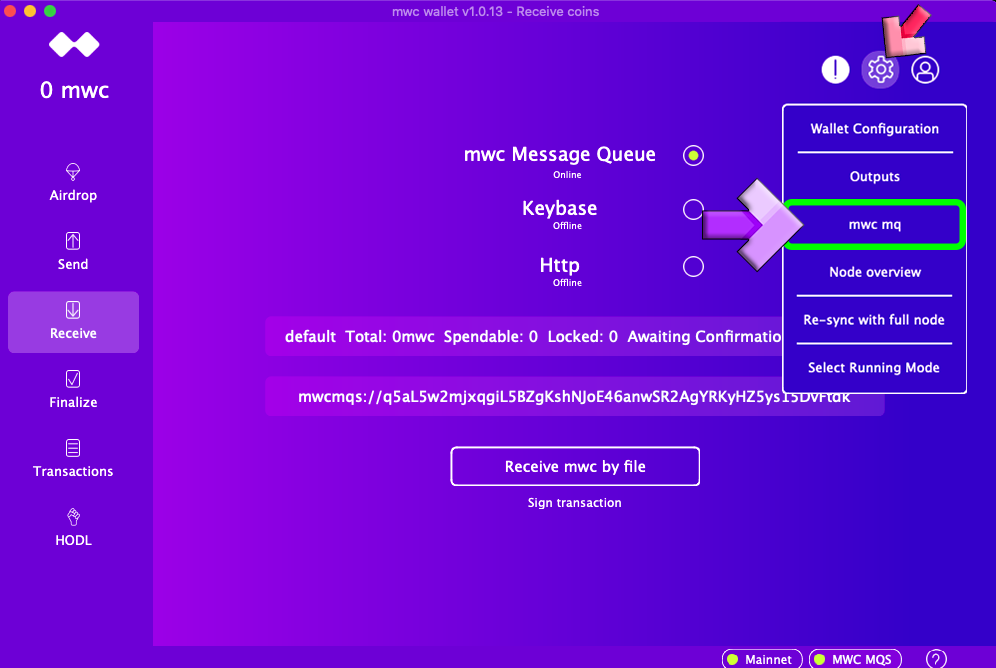 mwc wallet v1.0.13 - Receive coins
0 mwc
Airdrop
Send
Receive
Finalize
Transactions
HODL
mwc Message Queue
Online
Keybase
Offline
Http
Offline
default Total: 0mwc Spendable: 0 Locked: 0 Awaiting
mwcmqs://q5aL5w2mjxqgiL5BZgKshNJoE46anwSR2AgYRKyHZ5ys15DvFtdk
Receive mwc by file
Sign transaction
Wallet Configuration
Outputs
mwc mq
Node overview
Re-sync with full node
Select Running Mode
Mainnet
MWC MQS
?